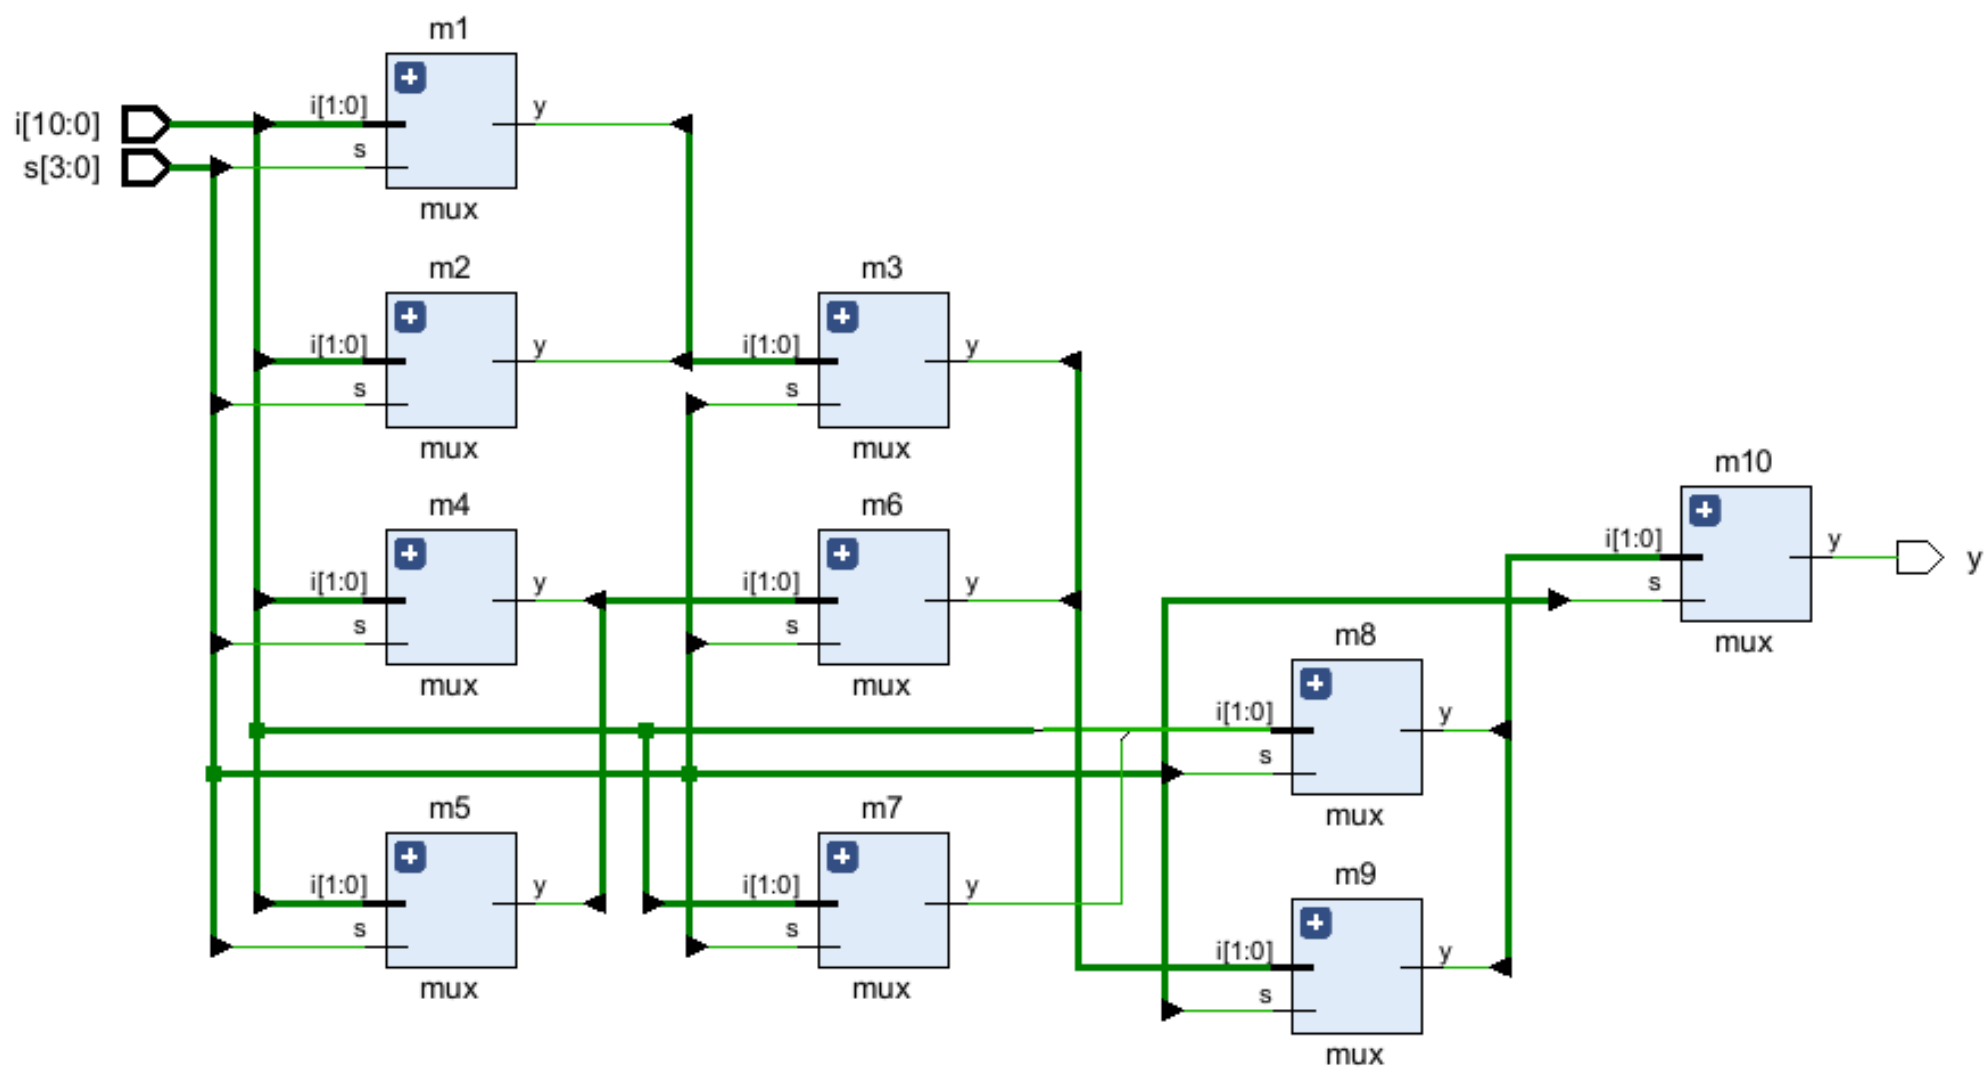 m1
i[10:0]
i[1:0]
y
s[3:0]
s
mux
m2
i[1:0]
y
s
mux
m3
i[1:0]
y
s
mux
m4
i[1:0]
y
s
mux
m6
i[1:0]
y
s
mux
m10
i[1:0]
y
s
mux
y
m8
i[1:0]
y
s
mux
m5
i[1:0]
y
s
mux
m7
i[1:0]
y
s
mux
m9
i[1:0]
y
s
mux